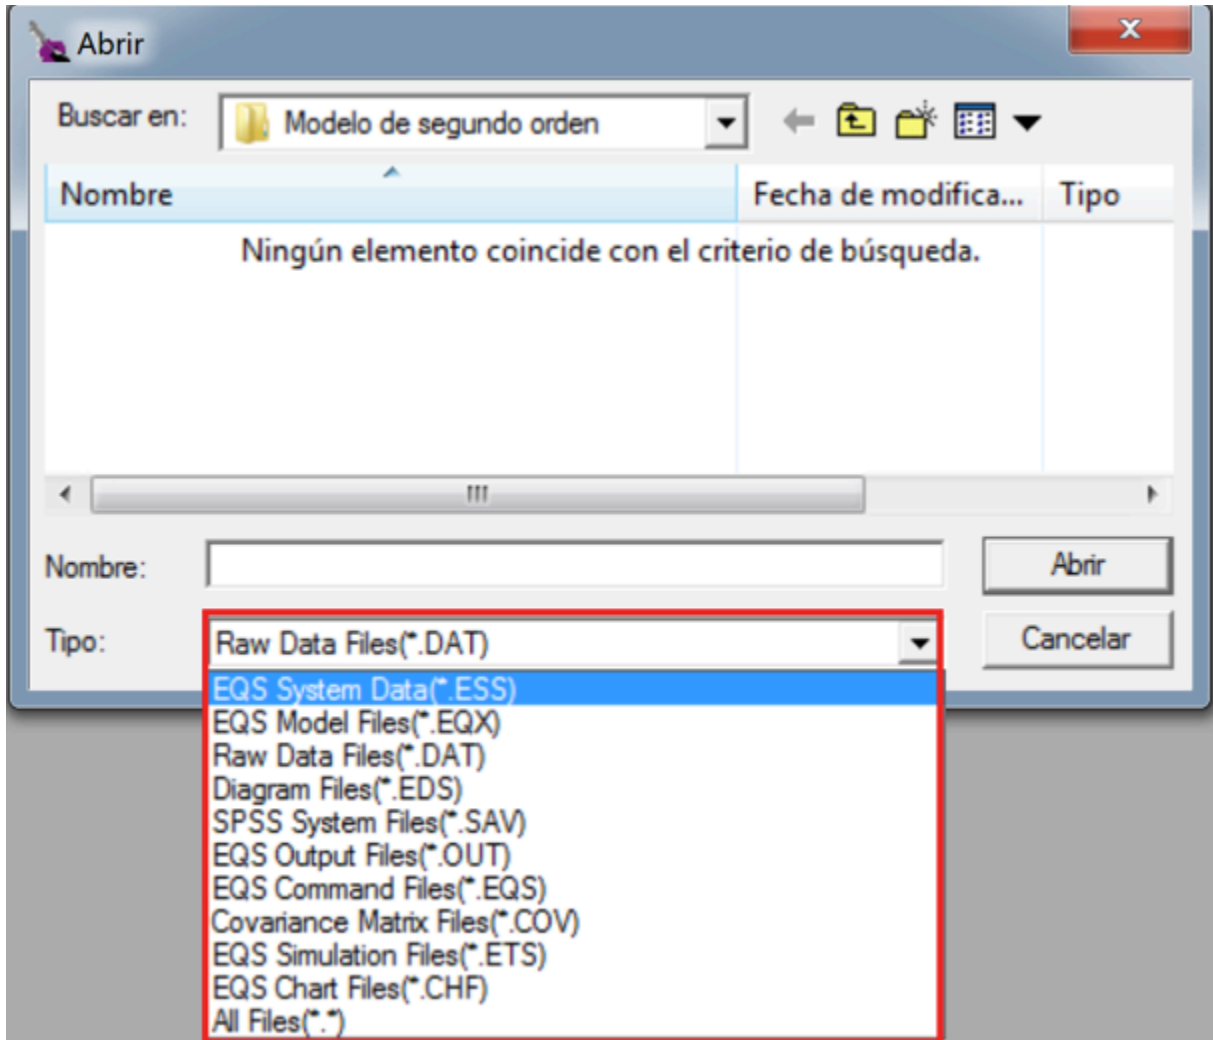 Abrir
x
Buscar en: Modelo de segundo orden
Nombre Fecha de modifica... Tipo
Ningún elemento coincide con el criterio de búsqueda.
Nombre: Abrir
Tipo: Raw Data Files(*.DAT) Cancelar
EQS System Data(*.ESS)
EQS Model Files(*.EQX)
Raw Data Files(*.DAT)
Diagram Files(*.EDS)
SPSS System Files(*.SAV)
EQS Output Files(*.OUT)
EQS Command Files(*.EQS)
Covariance Matrix Files(*.COV)
EQS Simulation Files(*.ETS)
EQS Chart Files(*.CHF)
All Files(*.*)